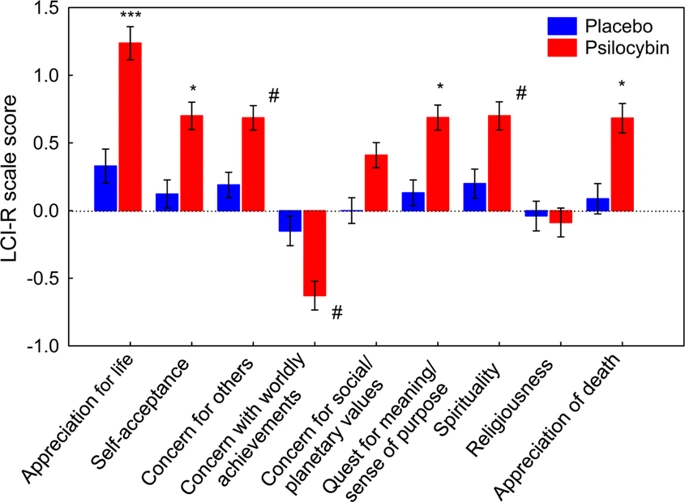 LCI-R scale score
1.5
1.0
0.5
0.0
-0.5
-1.0
Placebo
Psilocybin
***
*
#
#
*
#
*
Appreciation for life
Self-acceptance
Concern for others
Concern with worldly
achievements
Concern for social/
planetary values
Quest for meaning/
sense of purpose
Spirituality
Religiousness
Appreciation of death